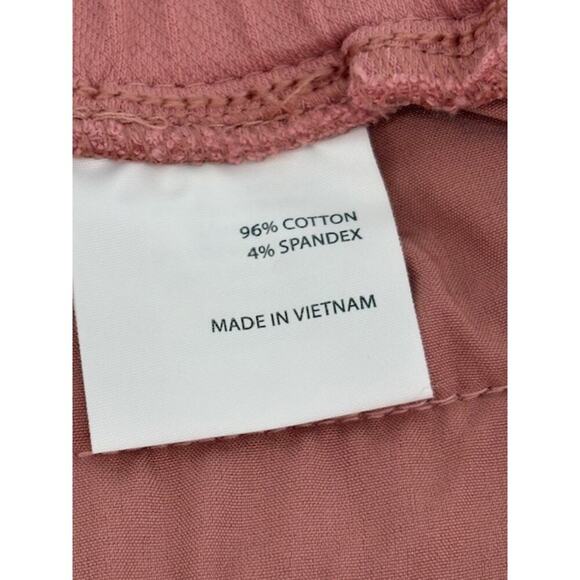 96% COTTON
4% SPANDEX
MADE IN VIETNAM